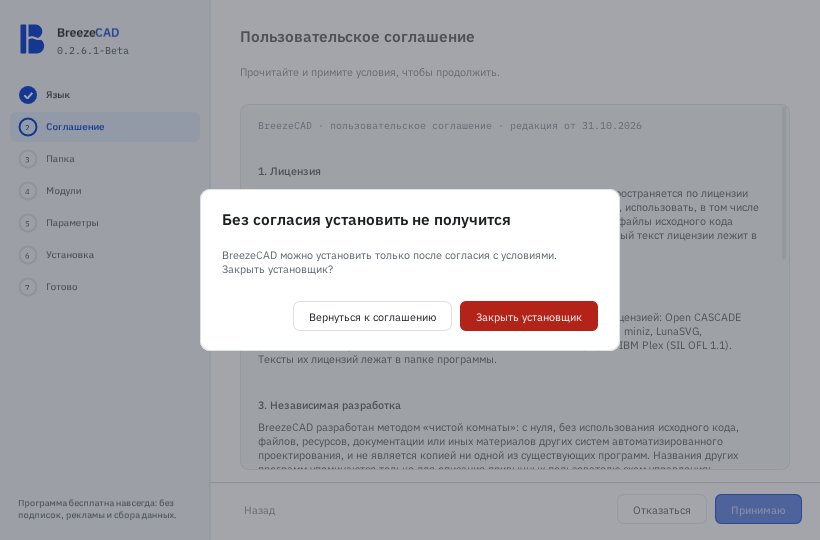 BreezeCAD
0.2.6.1-Beta
Язык
2 Соглашение
3 Папка
4 Модули
5 Параметры
6 Установка
7 Готово
Программа бесплатна навсегда: без
подписок, рекламы и сбора данных.
Пользовательское соглашение
Прочитайте и примите условия, чтобы продолжить.
BreezeCAD · пользовательское соглашение · редакция от 31.10.2026
1. Лицензия
по лицензии
, использовать, в том числе
файлы исходного кода
текст лицензии лежит в
Open CASCADE
miniz, LunaSVG,
IBM Plex (SIL OFL 1.1).
Тексты их лицензий лежат в папке программы.
3. Независимая разработка
BreezeCAD разработан методом «чистой комнаты»: с нуля, без использования исходного кода,
файлов, ресурсов, документации или иных материалов других систем автоматизированного
проектирования, и не является копией ни одной из существующих программ. Названия других
Без согласия установить не получится
BreezeCAD можно установить только после согласия с условиями.
Закрыть установщик?
Вернуться к соглашению
Закрыть установщик
Назад
Отказаться
Принимаю